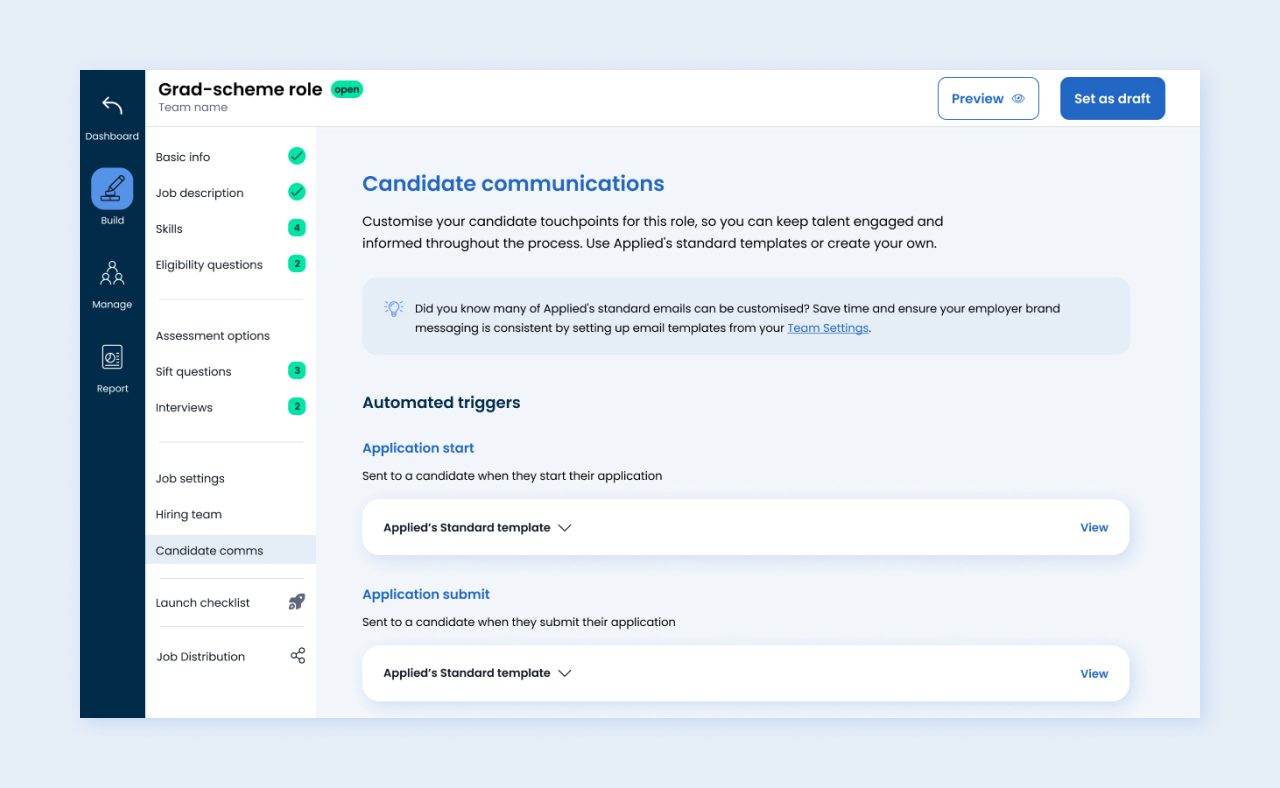 Grad-scheme role open
Team name
Preview
Set as draft
Dashboard
Build
Manage
Report
Basic info
Job description
Skills 4
Eligibility questions 2
Assessment options
Sift questions 3
Interviews 2
Job settings
Hiring team
Candidate comms
Launch checklist
Job Distribution
Candidate communications
Customise your candidate touchpoints for this role, so you can keep talent engaged and
informed throughout the process. Use Applied's standard templates or create your own.
Did you know many of Applied's standard emails can be customised? Save time and ensure your employer brand
messaging is consistent by setting up email templates from your Team Settings.
Automated triggers
Application start
Sent to a candidate when they start their application
Applied’s Standard template View
Application submit
Sent to a candidate when they submit their application
Applied’s Standard template View